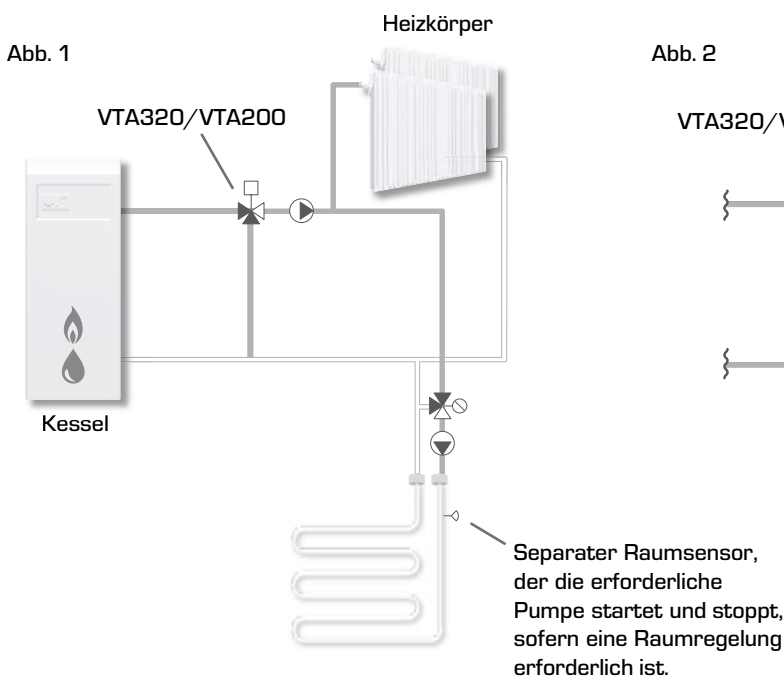 Heizkörper
Abb. 1
Abb. 2
VTA320/VTA200
VTA320/
Kessel
Separater Raumsensor,
der die erforderliche
Pumpe startet und stoppt,
sofern eine Raumregelung
erforderlich ist.